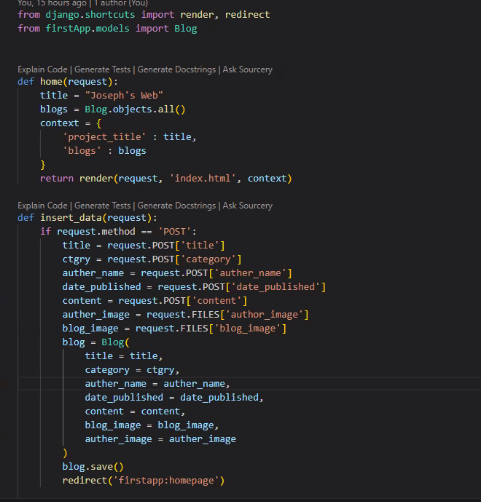 You, 15 hours ago | 1 author (You)
from django.shortcuts import render, redirect
from firstApp.models import Blog
Explain Code | Generate Tests | Generate Docstrings | Ask Sourcery
def home(request):
    title = "Joseph's Web"
    blogs = Blog.objects.all()
    context = {
        'project_title' : title,
        'blogs' : blogs
    }
    return render(request, 'index.html', context)
Explain Code | Generate Tests | Generate Docstrings | Ask Sourcery
def insert_data(request):
    if request.method == 'POST':
        title = request.POST['title']
        ctgry = request.POST['category']
        auther_name = request.POST['auther_name']
        date_published = request.POST['date_published']
        content = request.POST['content']
        auther_image = request.FILES['author_image']
        blog_image = request.FILES['blog_image']
        blog = Blog(
            title = title,
            category = ctgry,
            auther_name = auther_name,
            date_published = date_published,
            content = content,
            blog_image = blog_image,
            auther_image = auther_image
        )
        blog.save()
        redirect('firstapp:homepage')